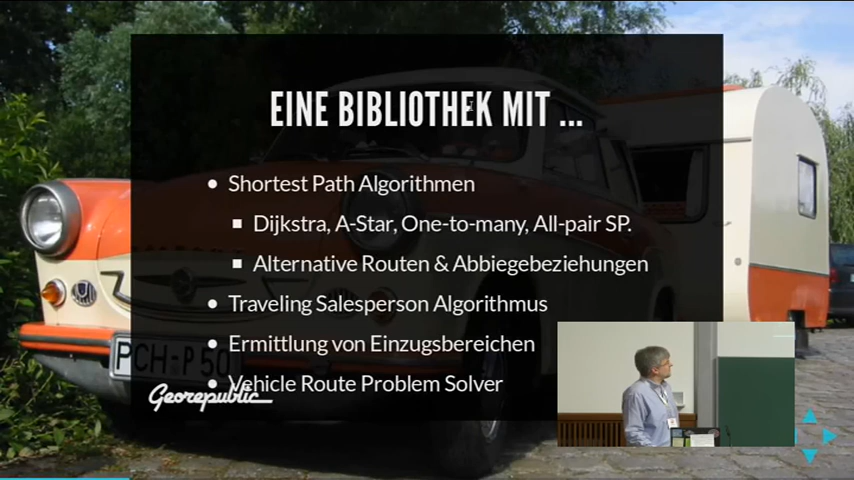 EINE BIBLIOTHEK MIT ...
• Shortest Path Algorithmen
▪ Dijkstra, A-Star, One-to-many, All-pair SP.
▪ Alternative Routen & Abbiegebeziehungen
• Traveling Salesperson Algorithmus
• Ermittlung von Einzugsbereichen
PCH-P 50
• Vehicle Route Problem Solver
Georepublic